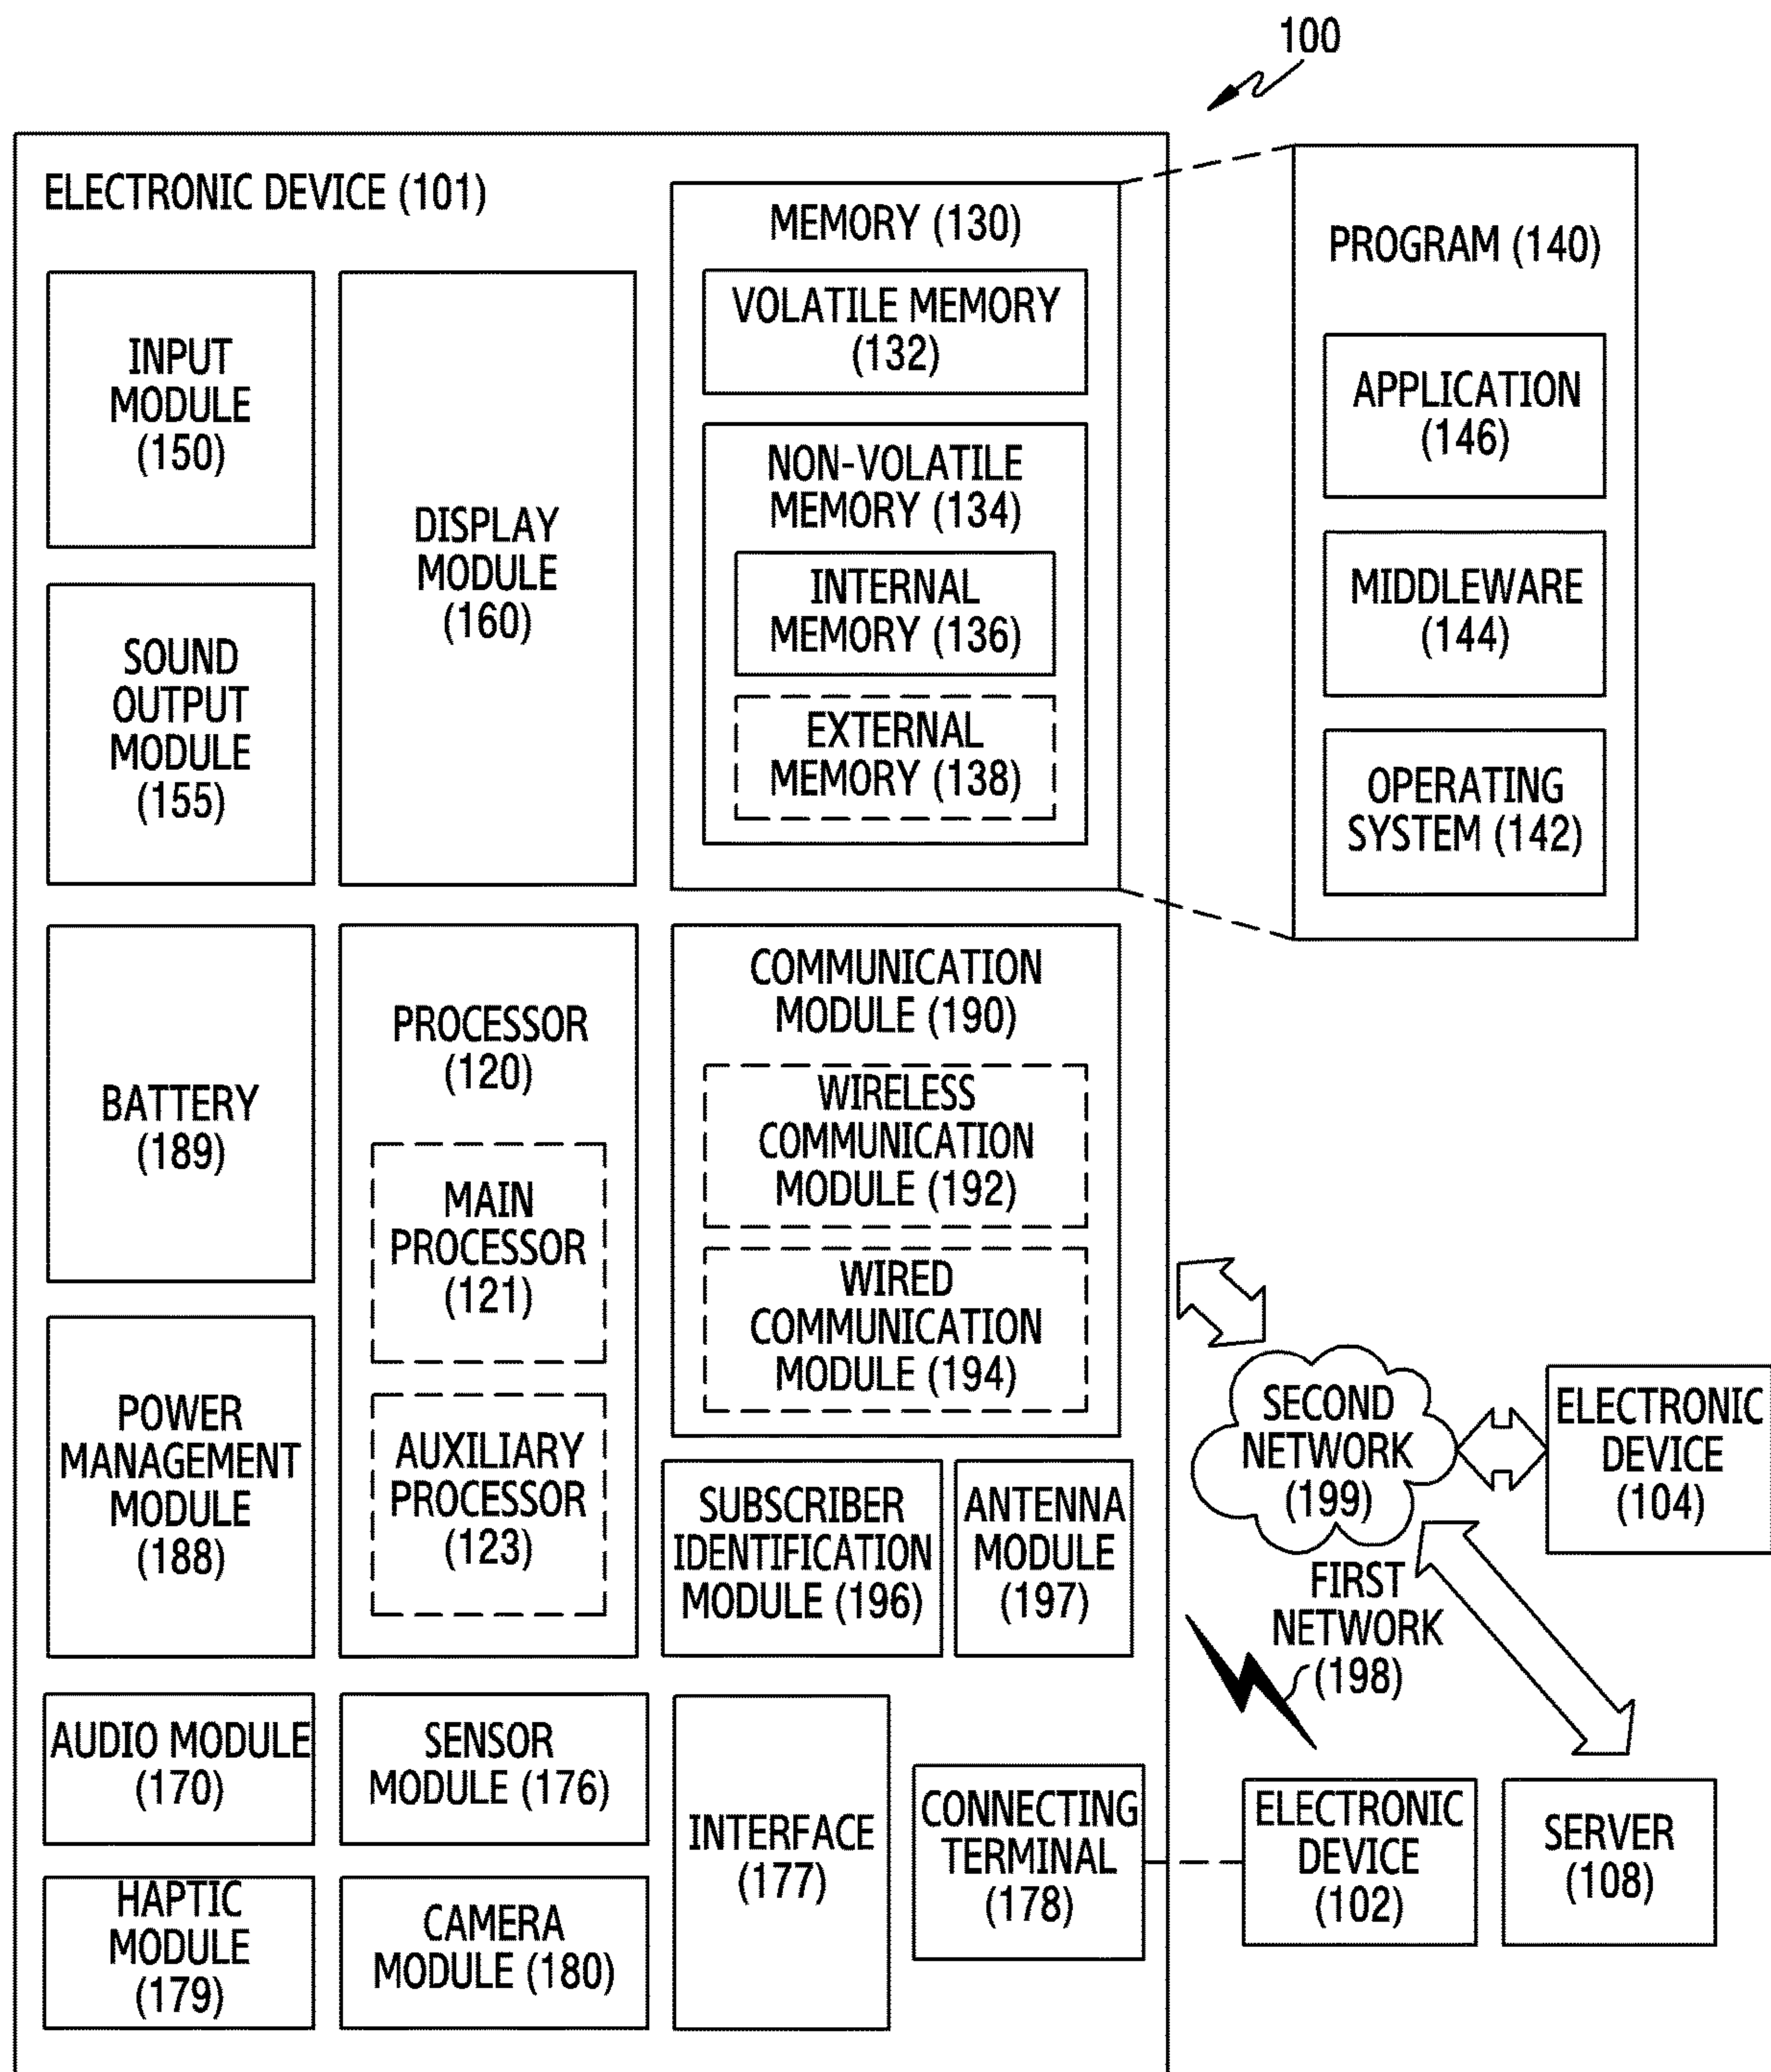 100
ELECTRONIC DEVICE (101)
INPUT
MODULE
(150)
DISPLAY
MODULE
(160)
SOUND
OUTPUT
MODULE
(155)
MEMORY (130)
VOLATILE MEMORY
(132)
NON-VOLATILE
MEMORY (134)
INTERNAL
MEMORY (136)
EXTERNAL
MEMORY (138)
PROGRAM (140)
APPLICATION
(146)
MIDDLEWARE
(144)
OPERATING
SYSTEM (142)
BATTERY
(189)
POWER
MANAGEMENT
MODULE
(188)
PROCESSOR
(120)
MAIN
PROCESSOR
(121)
AUXILIARY
PROCESSOR
(123)
COMMUNICATION
MODULE (190)
WIRELESS
COMMUNICATION
MODULE (192)
WIRED
COMMUNICATION
MODULE (194)
SUBSCRIBER
IDENTIFICATION
MODULE (196)
ANTENNA
MODULE
(197)
SECOND
NETWORK
(199)
ELECTRONIC
DEVICE
(104)
FIRST
NETWORK
(198)
AUDIO MODULE
(170)
SENSOR
MODULE (176)
HAPTIC
MODULE
(179)
CAMERA
MODULE (180)
INTERFACE
(177)
CONNECTING
TERMINAL
(178)
ELECTRONIC
DEVICE
(102)
SERVER
(108)